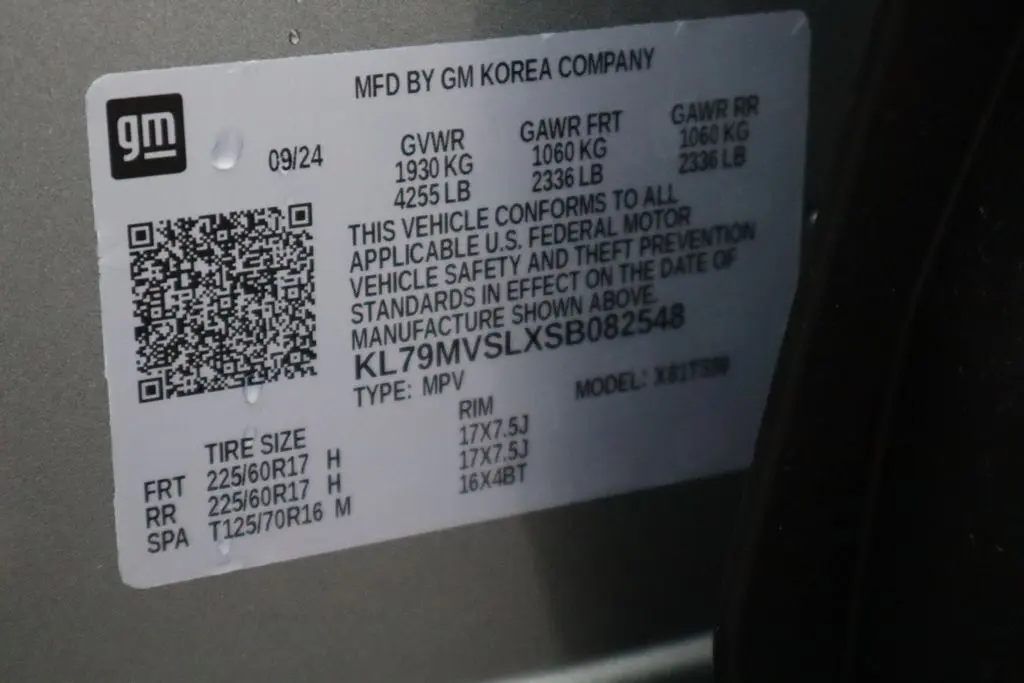 MFD BY GM KOREA COMPANY
gm
09/24
GVWR GAWR FRT GAWR RR
1930 KG 1060 KG 1060 KG
4255 LB 2336 LB 2336 LB
THIS VEHICLE CONFORMS TO ALL
APPLICABLE U.S. FEDERAL MOTOR
VEHICLE SAFETY AND THEFT PREVENTION
STANDARDS IN EFFECT ON THE DATE OF
MANUFACTURE SHOWN ABOVE.
KL79MVSLXSB082548
TYPE: MPV MODEL:
TIRE SIZE RIM
FRT 225/60R17 H 17X7.5J
RR 225/60R17 H 17X7.5J
SPA T125/70R16 M 16X4BT